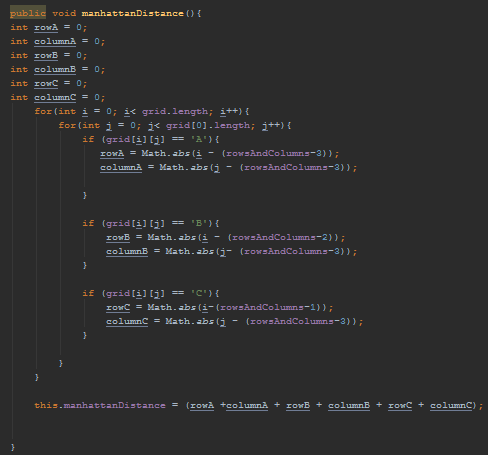 public void manhattanDistance(){
int rowA = 0;
int columnA = 0;
int rowB = 0;
int columnB = 0;
int rowC = 0;
int columnC = 0;
for(int i = 0; i< grid.length; i++){
for(int j = 0; j< grid[0].length; j++){
if (grid[i][j] == 'A'){
rowA = Math.abs(i - (rowsAndColumns-3));
columnA = Math.abs(j - (rowsAndColumns-3));
}
if (grid[i][j] == 'B'){
rowB = Math.abs(i - (rowsAndColumns-2));
columnB = Math.abs(j- (rowsAndColumns-3));
}
if (grid[i][j] == 'C'){
rowC = Math.abs(i-(rowsAndColumns-1));
columnC = Math.abs(j - (rowsAndColumns-3));
}
}
}
this.manhattanDistance = (rowA +columnA + rowB + columnB + rowC + columnC);
}